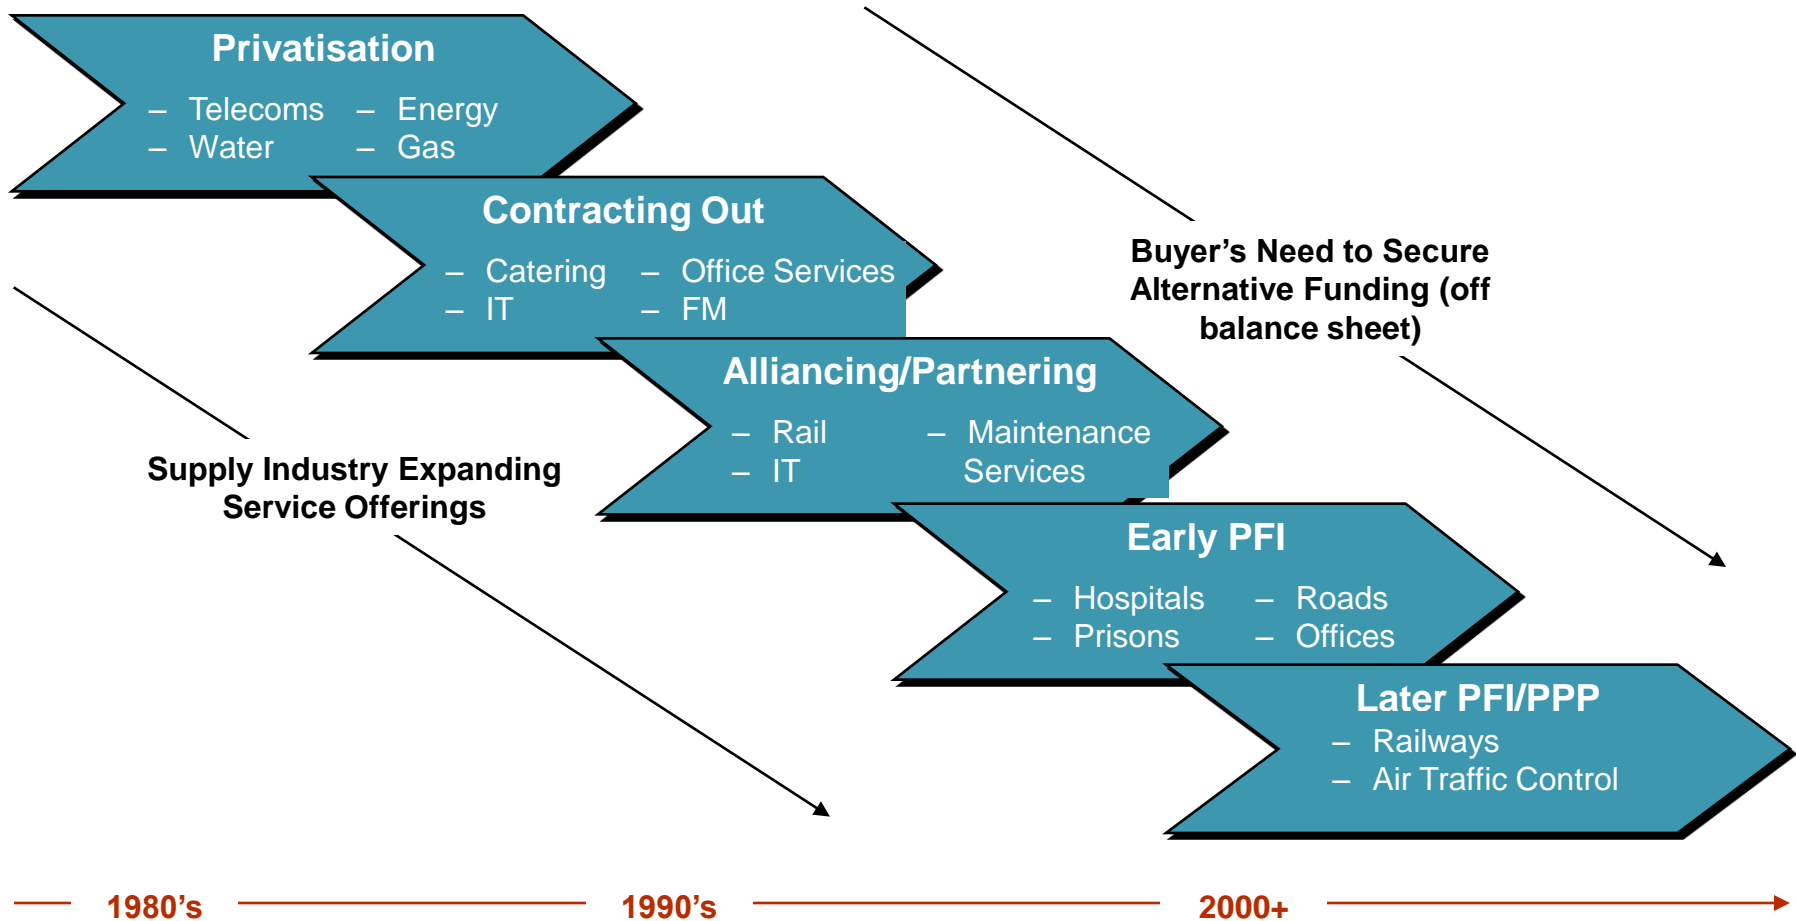 Privatisation
– Telecoms – Energy
– Water – Gas
Contracting Out
– Catering – Office Services
– IT – FM
Buyer’s Need to Secure
Alternative Funding (off
balance sheet)
Alliancing/Partnering
– Rail – Maintenance
– IT Services
Supply Industry Expanding
Service Offerings
Early PFI
– Hospitals – Roads
– Prisons – Offices
Later PFI/PPP
– Railways
– Air Traffic Control
1980’s 1990’s 2000+